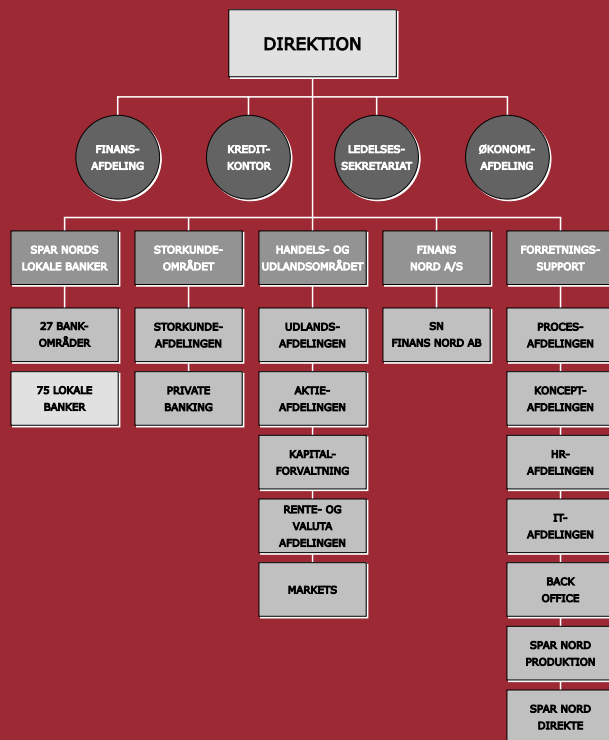 DIREKTION
FINANS-
AFDELING
KREDIT-
KONTOR
LEDELSES-
SEKRETARIAT
ØKONOMI-
AFDELING
SPAR NORDS
LOKALE BANKER
STORKUNDE-
OMRÅDET
HANDELS- OG
UDLANDSOMRÅDET
FINANS
NORD A/S
FORRETNINGS-
SUPPORT
27 BANK-
OMRÅDER
75 LOKALE
BANKER
STORKUNDE-
AFDELINGEN
PRIVATE
BANKING
UDLANDS-
AFDELINGEN
AKTIE-
AFDELINGEN
KAPITAL-
FORVALTNING
RENTE- OG
VALUTA
AFDELINGEN
MARKETS
SN
FINANS NORD AB
PROCES-
AFDELINGEN
KONCEPT-
AFDELINGEN
HR-
AFDELINGEN
IT-
AFDELINGEN
BACK
OFFICE
SPAR NORD
PRODUKTION
SPAR NORD
DIREKTE